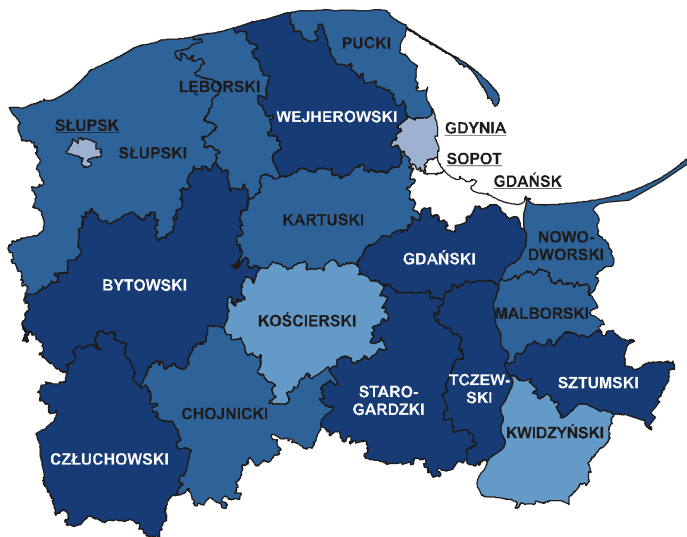 PUCKI
LĘBORSKI
WEJHEROWSKI
SŁUPSK
GDYNIA
SŁUPSKI
SOPOT
GDAŃSK
KARTUSKI
NOWO-
DWORSKI
GDAŃSKI
BYTOWSKI
MALBORSKI
KOŚCIERSKI
STARO-
GARDZKI
TCZEW-
SKI
SZTUMSKI
CHOJNICKI
KWIDZYŃSKI
CZŁUCHOWSKI